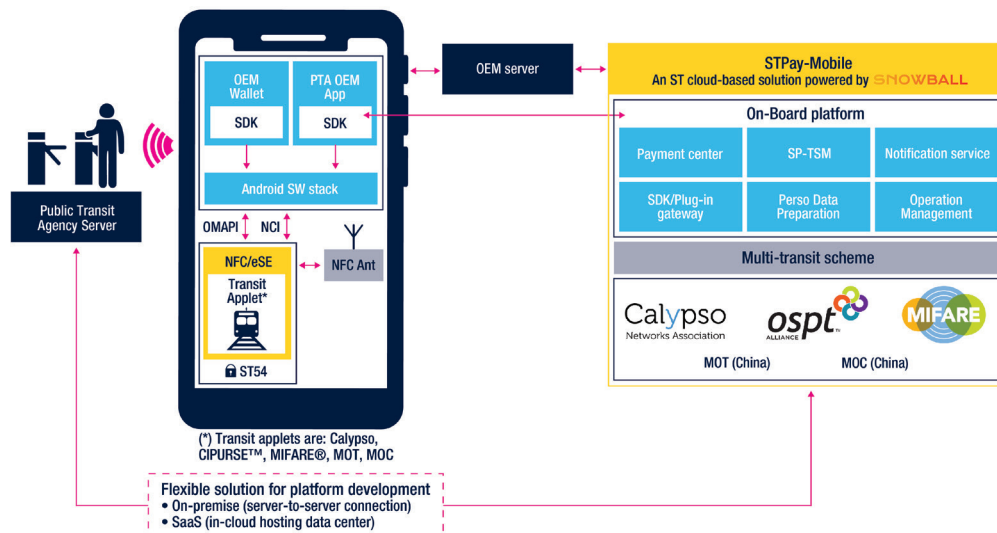 OEM
Wallet
SDK
PTA OEM
App
SDK
Android SW stack
OMAPI
NCI
NFC/eSE
Transit
Applet*
ST54
NFC Ant
(*) Transit applets are: Calypso,
CIPURSE™, MIFARE®, MOT, MOC
Public Transit
Agency Server
OEM server
STPay-Mobile
An ST cloud-based solution powered by SNOWBALL
On-Board platform
Payment center
SP-TSM
Notification service
SDK/Plug-in
gateway
Perso Data
Preparation
Operation
Management
Multi-transit scheme
Calypso
Networks Association
ospt™
ALLIANCE
MIFARE
MOT (China)
MOC (China)
Flexible solution for platform development
• On-premise (server-to-server connection)
• SaaS (in-cloud hosting data center)